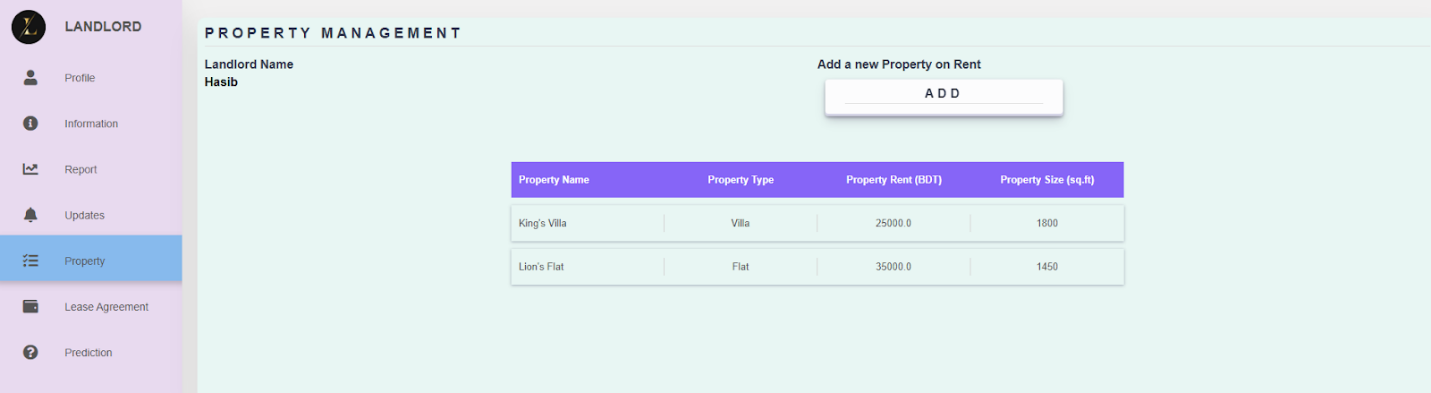 LANDLORD
Profile
Information
Report
Updates
Property
Lease Agreement
Prediction
PROPERTY MANAGEMENT
Landlord Name
Hasib
Add a new Property on Rent
ADD
Property Name Property Type Property Rent (BDT) Property Size (sq.ft)
King's Villa Villa 25000.0 1800
Lion's Flat Flat 35000.0 1450